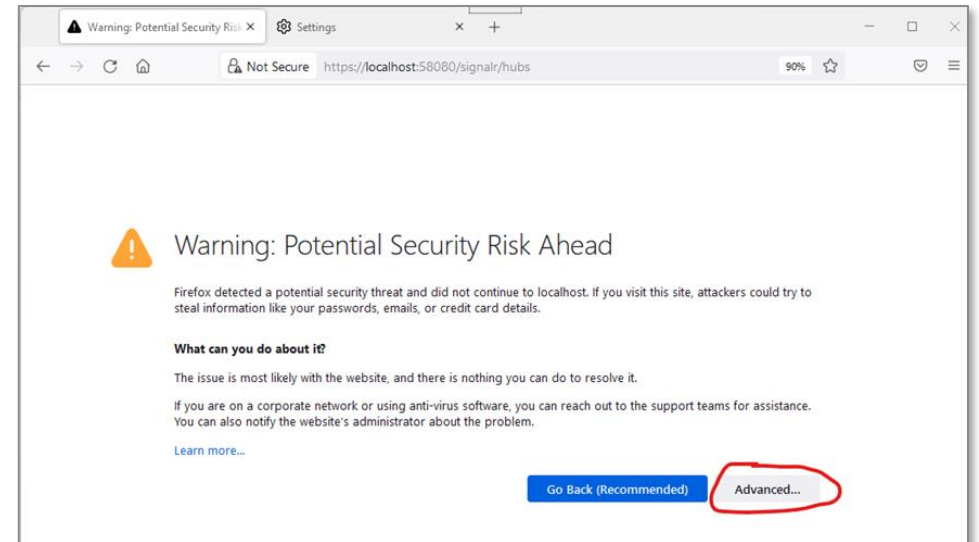 Warning: Potential Security Risk
Settings
Not Secure https://localhost:58080/signalr/hubs 90%
Warning: Potential Security Risk Ahead
Firefox detected a potential security threat and did not continue to localhost. If you visit this site, attackers could try to
steal information like your passwords, emails, or credit card details.
What can you do about it?
The issue is most likely with the website, and there is nothing you can do to resolve it.
If you are on a corporate network or using anti-virus software, you can reach out to the support teams for assistance.
You can also notify the website's administrator about the problem.
Learn more...
Go Back (Recommended) Advanced...